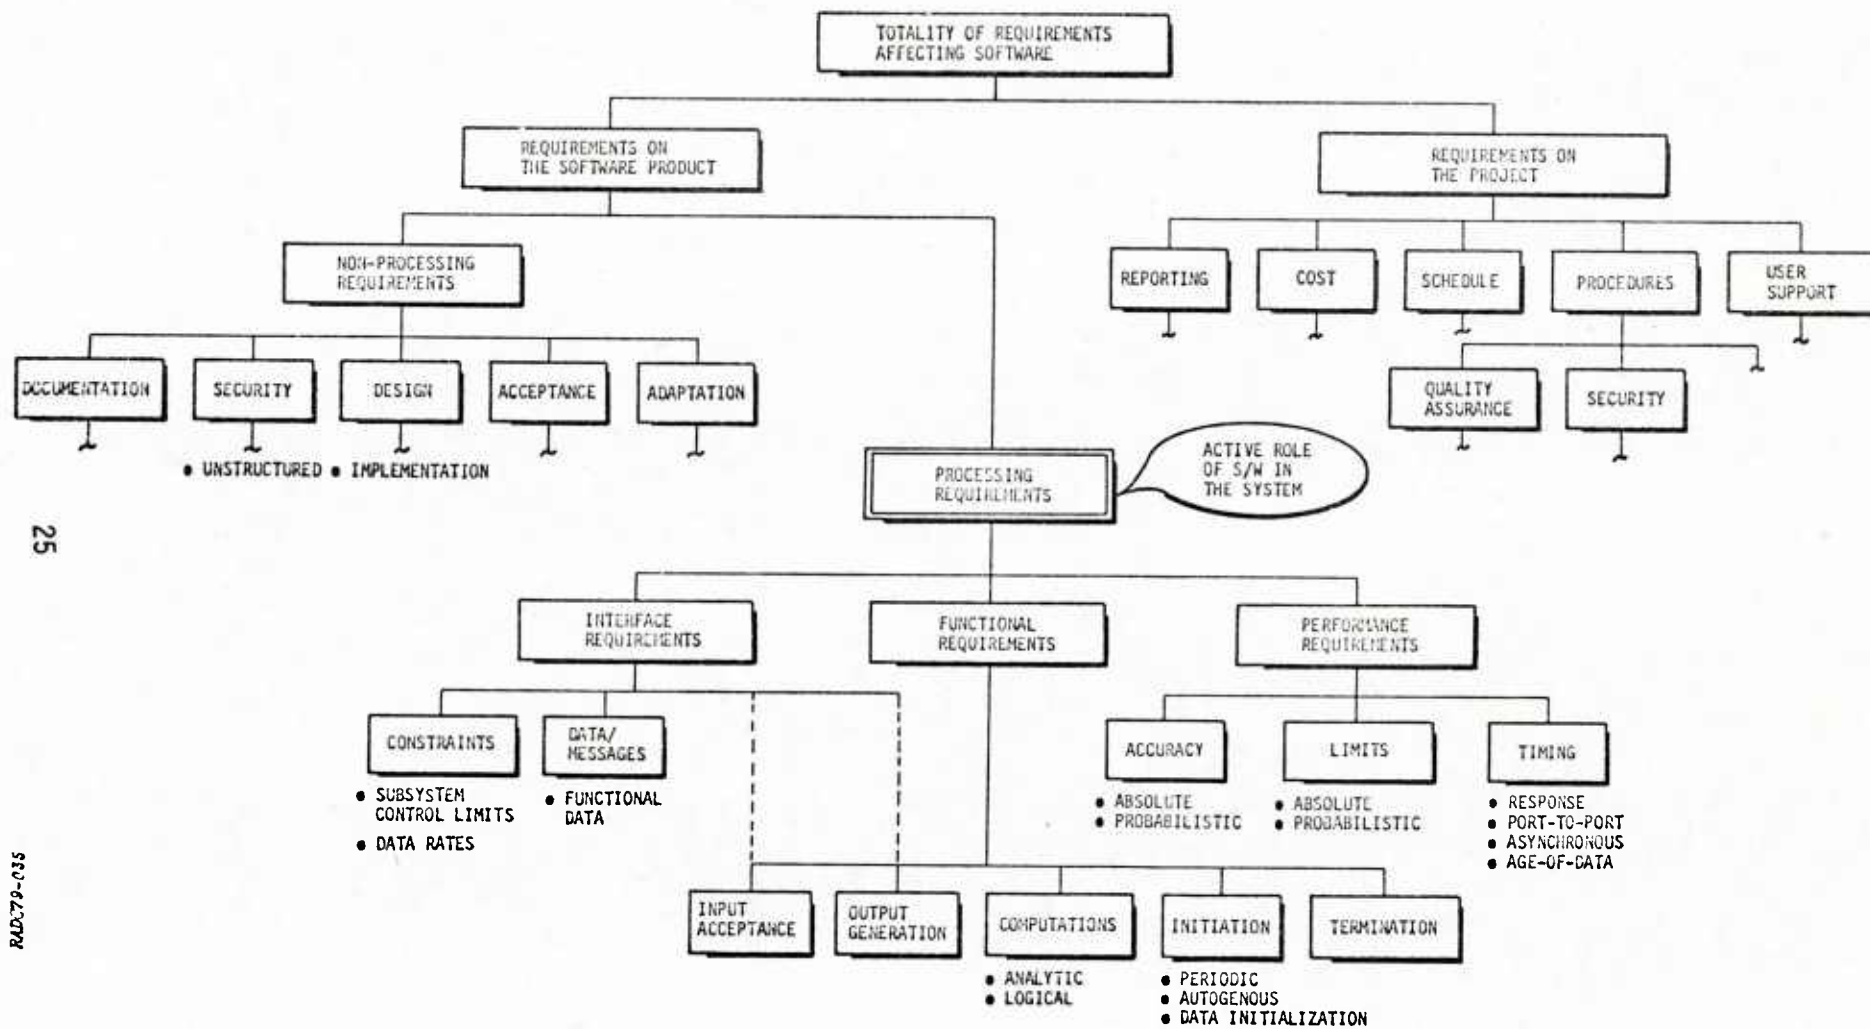 TOTALITY OF REQUIREMENTS
AFFECTING SOFTWARE
REQUIREMENTS ON
THE SOFTWARE PRODUCT
REQUIREMENTS ON
THE PROJECT
NON-PROCESSING
REQUIREMENTS
REPORTING
COST
SCHEDULE
PROCEDURES
USER
SUPPORT
DOCUMENTATION
SECURITY
DESIGN
ACCEPTANCE
ADAPTATION
QUALITY
ASSURANCE
SECURITY
● UNSTRUCTURED
● IMPLEMENTATION
PROCESSING
REQUIREMENTS
ACTIVE ROLE
OF S/W IN
THE SYSTEM
25
INTERFACE
REQUIREMENTS
FUNCTIONAL
REQUIREMENTS
PERFORMANCE
REQUIREMENTS
CONSTRAINTS
DATA/
MESSAGES
ACCURACY
LIMITS
TIMING
● SUBSYSTEM
CONTROL LIMITS
● DATA RATES
● FUNCTIONAL
DATA
● ABSOLUTE
● PROBABILISTIC
● ABSOLUTE
● PROBABILISTIC
● RESPONSE
● PORT-TO-PORT
● ASYNCHRONOUS
● AGE-OF-DATA
INPUT
ACCEPTANCE
OUTPUT
GENERATION
COMPUTATIONS
INITIATION
TERMINATION
● ANALYTIC
● LOGICAL
● PERIODIC
● AUTOGENOUS
● DATA INITIALIZATION
RADC79-035